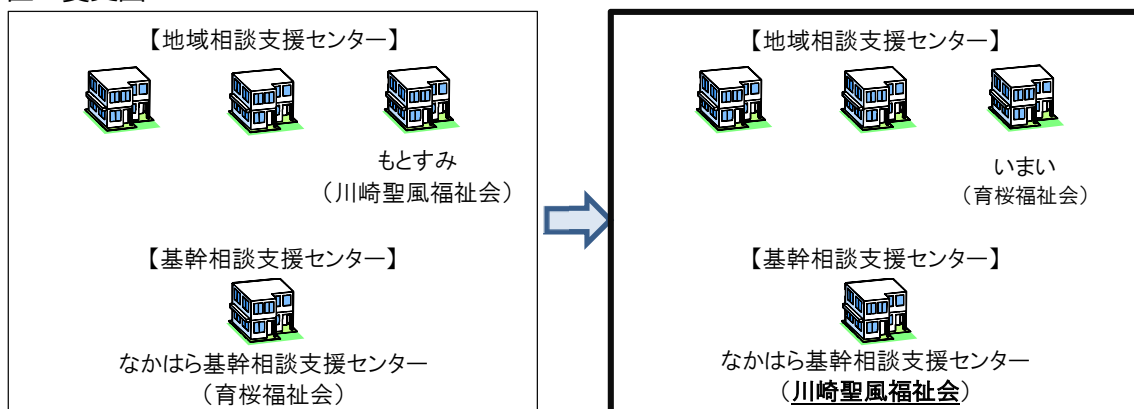 【地域相談支援センター】
もとすみ
（川崎聖風福祉会）
【基幹相談支援センター】
なかはら基幹相談支援センター
（育桜福祉会）
【地域相談支援センター】
いまい
（育桜福祉会）
【基幹相談支援センター】
なかはら基幹相談支援センター
（川崎聖風福祉会）